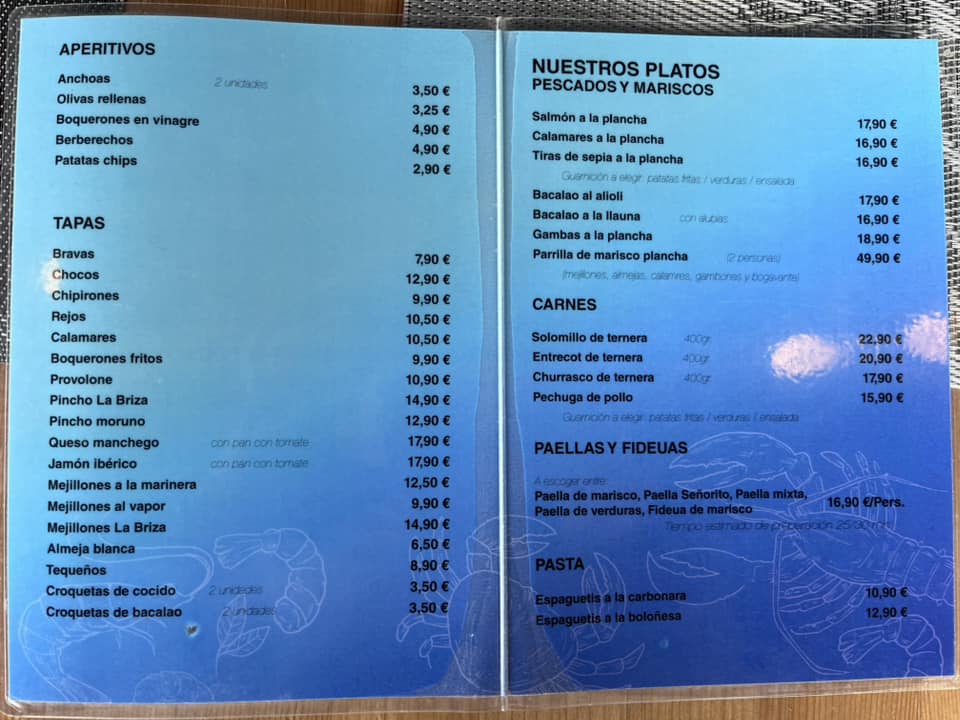 APERITIVOS
Anchoas 2 unidades 3,50 €
Olivas rellenas 3,25 €
Boquerones en vinagre 4,90 €
Berberechos 4,90 €
Patatas chips 2,90 €
TAPAS
Bravas 7,90 €
Chocos 12,90 €
Chipirones 9,90 €
Rejos 10,50 €
Calamares 10,50 €
Boquerones fritos 9,90 €
Provolone 10,90 €
Pincho La Briza 14,90 €
Pincho moruno 12,90 €
Queso manchego con pan con tomate 17,90 €
Jamón ibérico con pan con tomate 17,90 €
Mejillones a la marinera 12,50 €
Mejillones al vapor 9,90 €
Mejillones La Briza 14,90 €
Almeja blanca 6,50 €
Tequeños 8,90 €
Croquetas de cocido 2 unidades 3,50 €
Croquetas de bacalao 2 unidades 3,50 €
NUESTROS PLATOS
PESCADOS Y MARISCOS
Salmón a la plancha 17,90 €
Calamares a la plancha 16,90 €
Tiras de sepia a la plancha 16,90 €
Guarnición a elegir: patatas fritas / verduras / ensalada
Bacalao al alioli 17,90 €
Bacalao a la llauna con alubias 16,90 €
Gambas a la plancha 18,90 €
Parrilla de marisco plancha (2 personas) 49,90 €
(mejillones, almejas, calamres, gambones y bogavante)
CARNES
Solomillo de ternera 400gr. 22,90 €
Entrecot de ternera 400gr. 20,90 €
Churrasco de ternera 400gr. 17,90 €
Pechuga de pollo 15,90 €
Guarnición a elegir: patatas fritas / verduras / ensalada
PAELLAS Y FIDEUAS
A escoger entre:
Paella de marisco, Paella Señorito, Paella mixta,
Paella de verduras, Fideua de marisco 16,90 €/Pers.
Tiempo estimado de preparación 25/30 min.
PASTA
Espaguetis a la carbonara 10,90 €
Espaguetis a la boloñesa 12,90 €